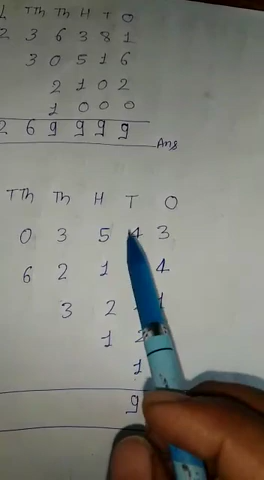 L TTh Th H T O
2 3 6 3 8 1
3 0 5 1 6
2 1 0 2
1 0 0 0
2 6 9 9 9 9
Ans
TTh Th H T O
0 3 5 4 3
6 2 1 4
3 2 1
1 2
1
9